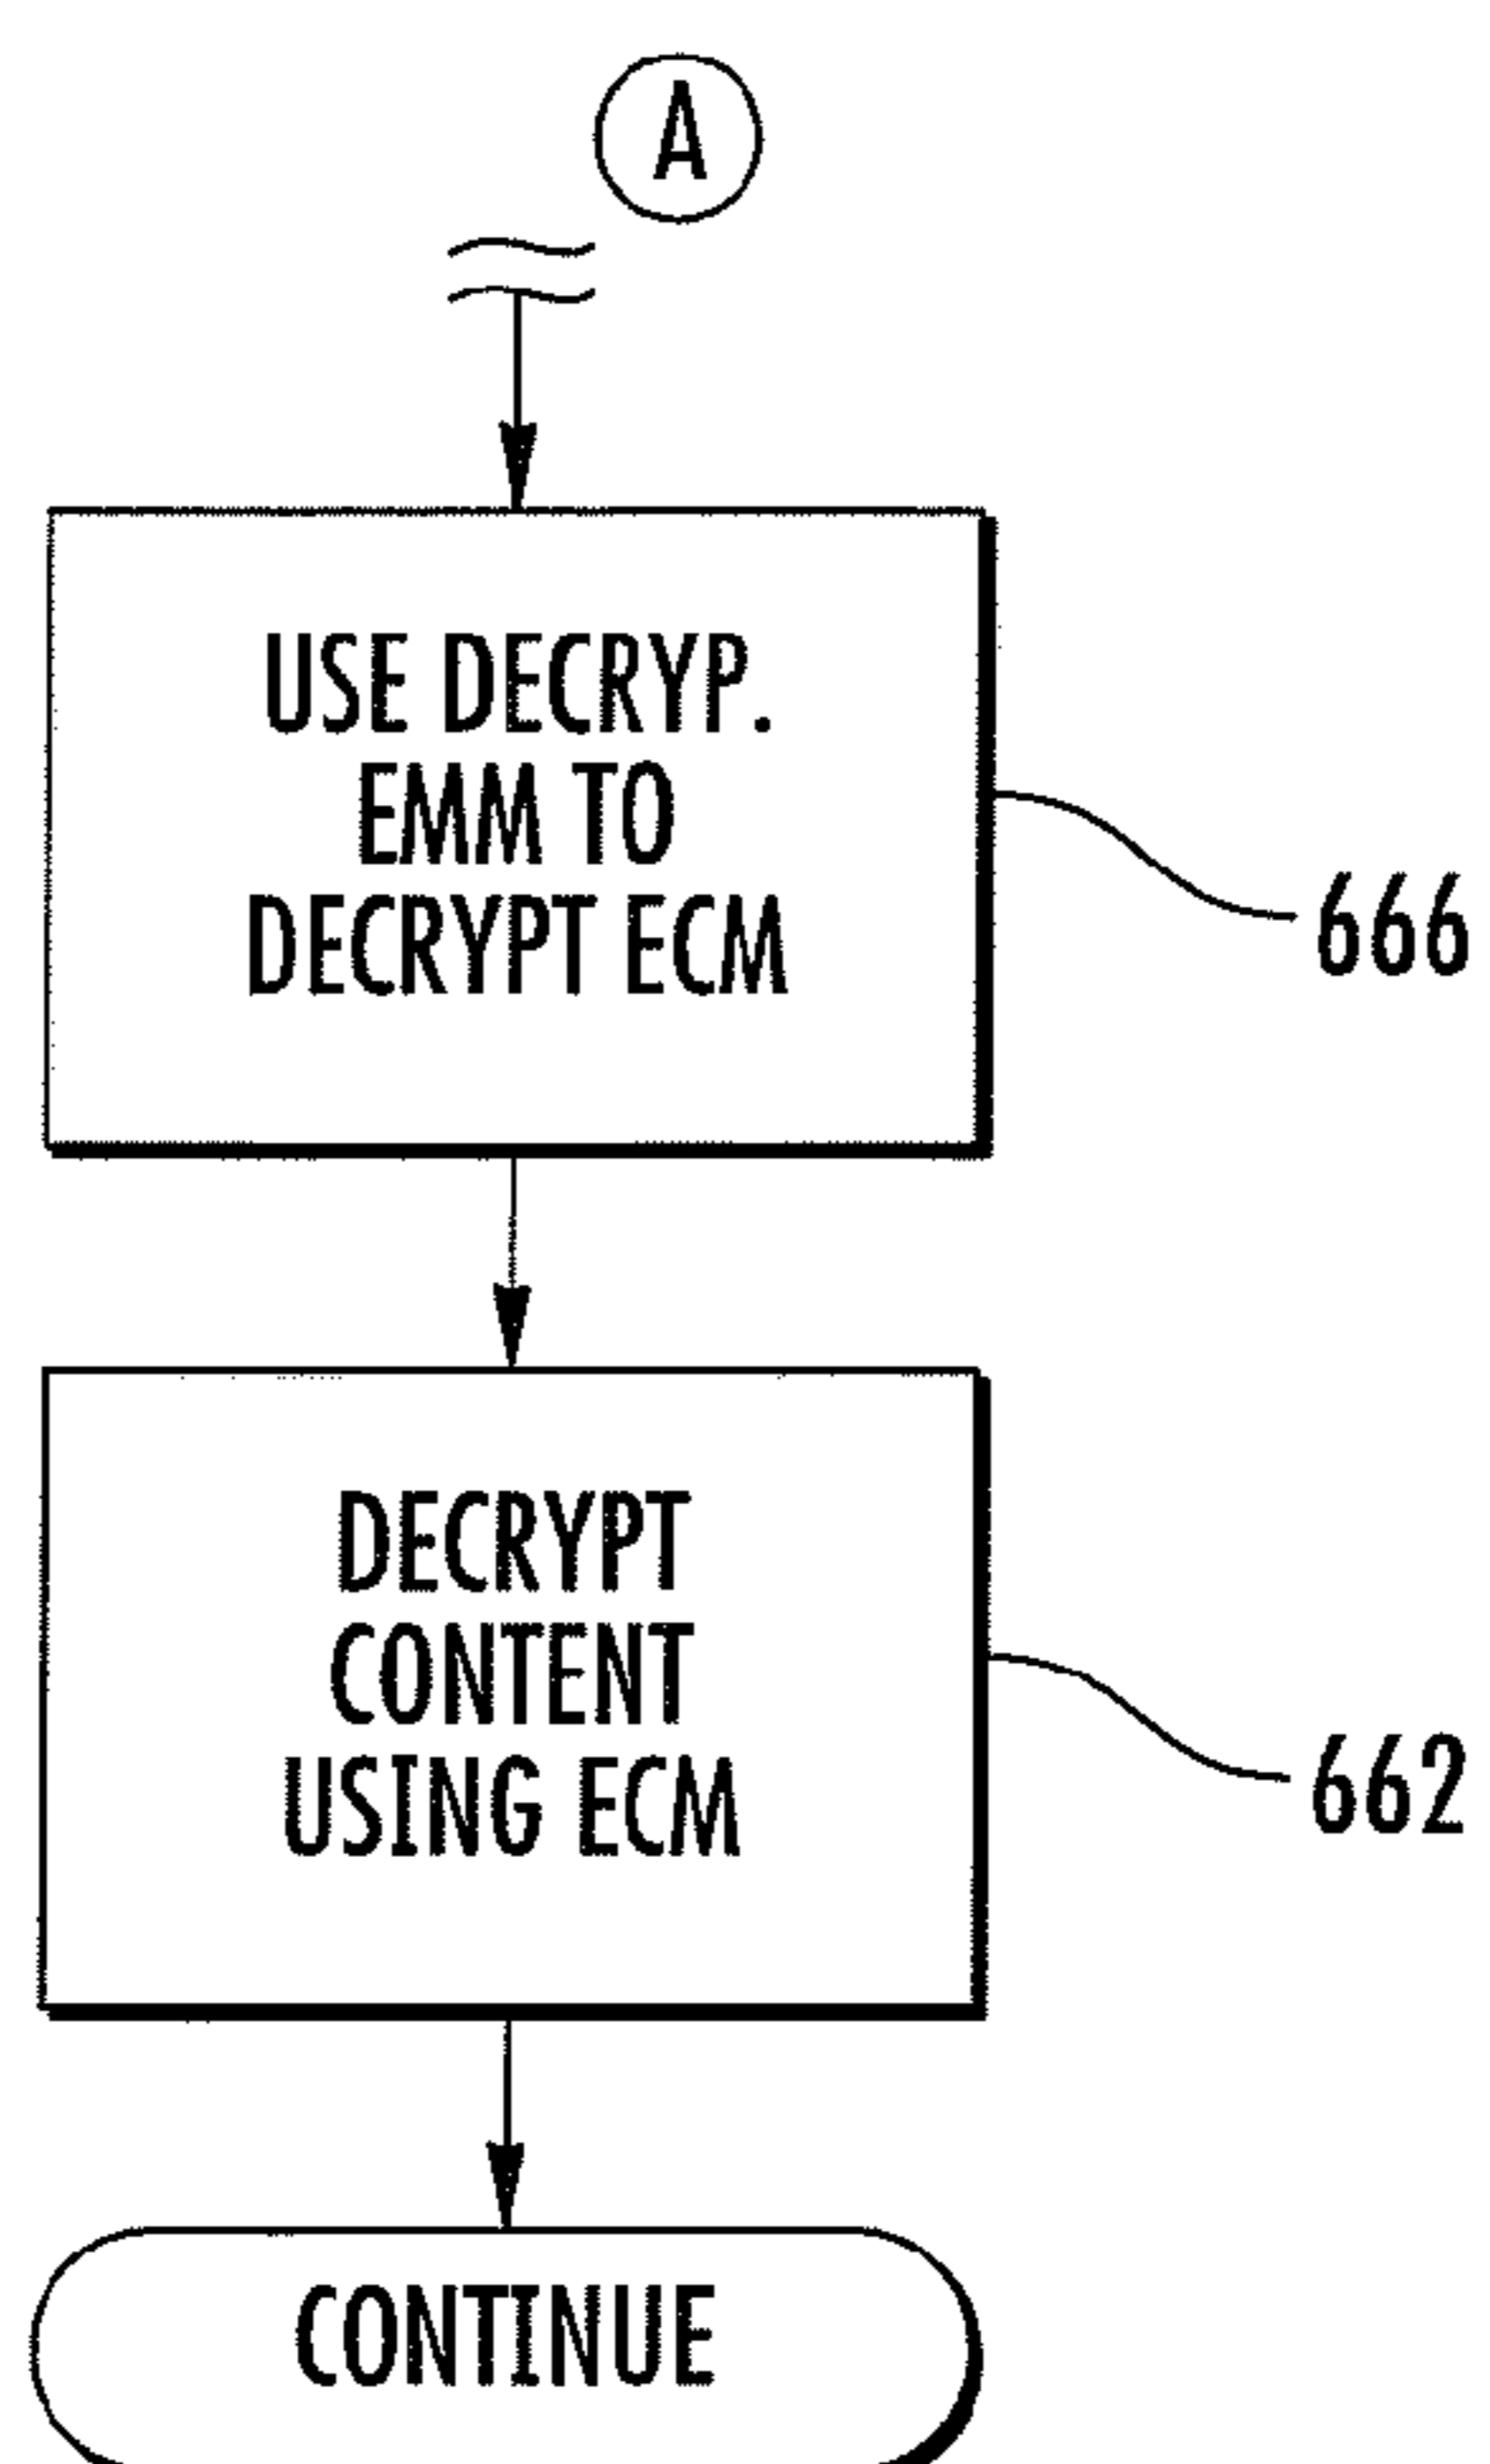 A
USE DECRYP.
EMM TO
DECRYPT ECM
666
DECRYPT
CONTENT
USING ECM
662
CONTINUE